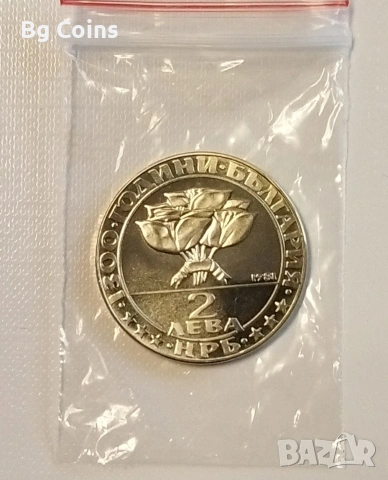 Bg Coins
1300•ГОДИНИ•БЪЛГАРИЯ•
1981
2
ЛЕВА
НРБ
BAZAR